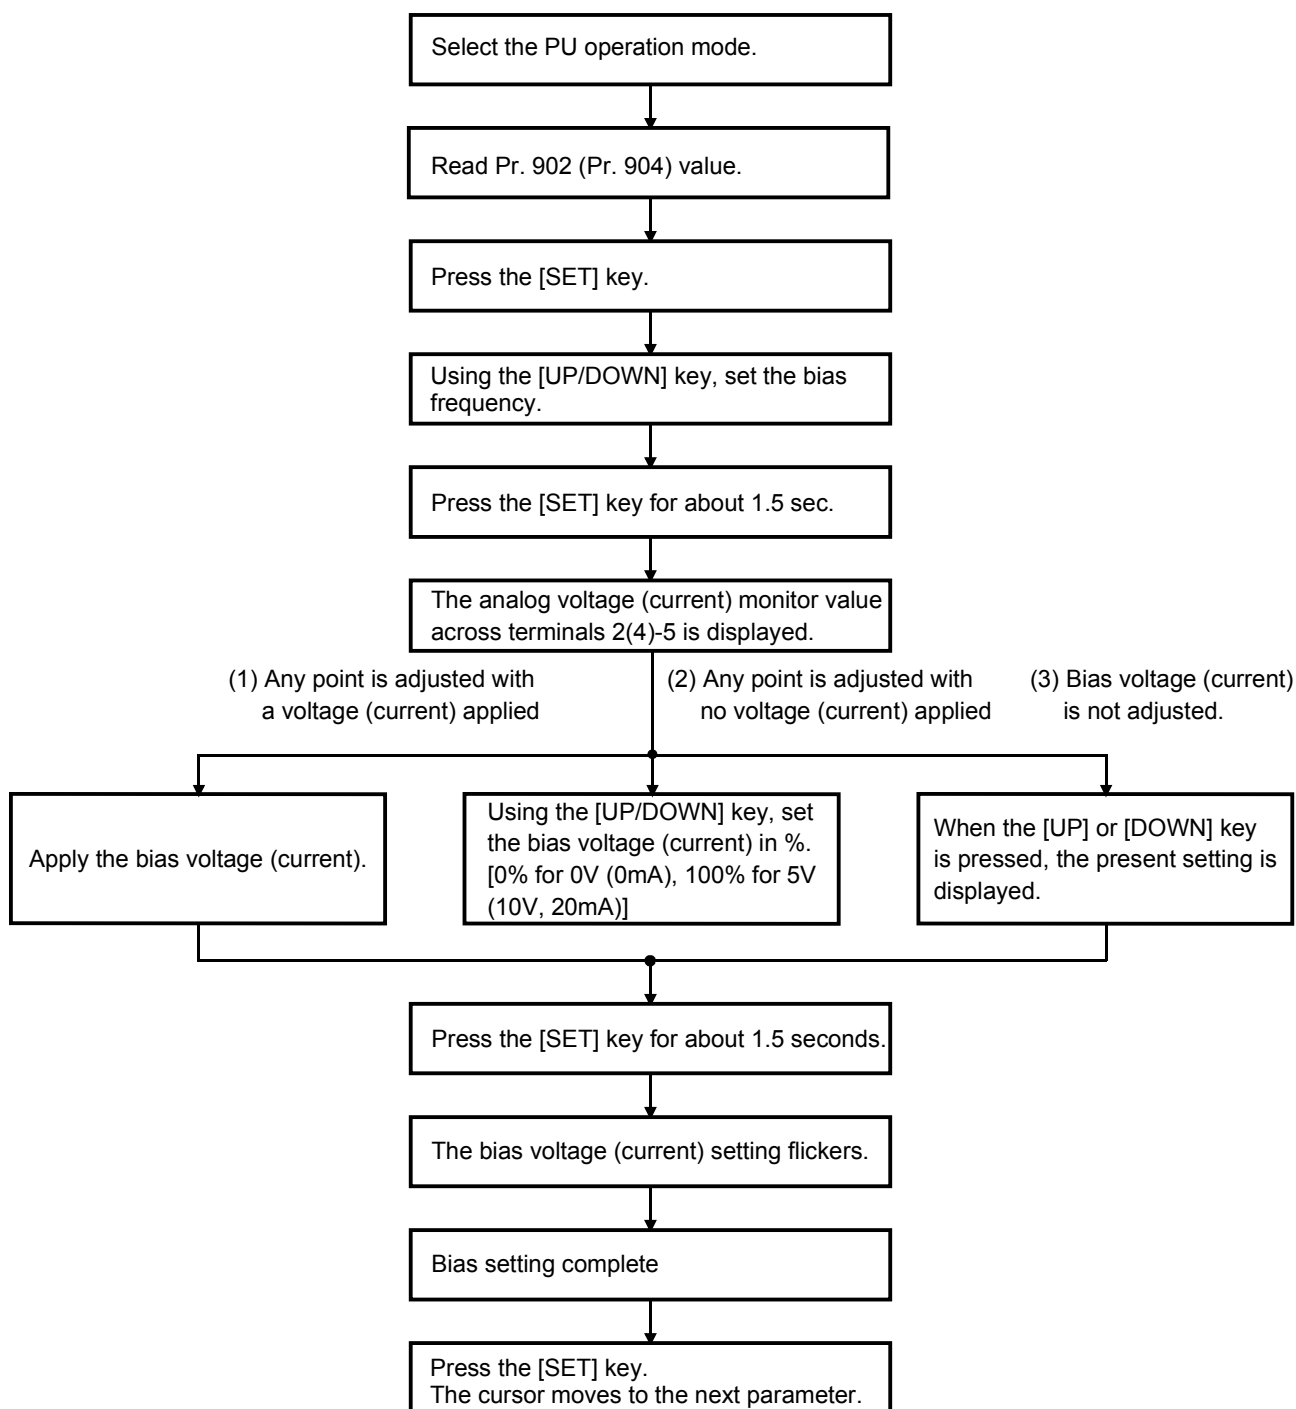 Select the PU operation mode.
Read Pr. 902 (Pr. 904) value.
Press the [SET] key.
Using the [UP/DOWN] key, set the bias
frequency.
Press the [SET] key for about 1.5 sec.
The analog voltage (current) monitor value
across terminals 2(4)-5 is displayed.
(1) Any point is adjusted with
a voltage (current) applied
(2) Any point is adjusted with
no voltage (current) applied
(3) Bias voltage (current)
is not adjusted.
Apply the bias voltage (current).
Using the [UP/DOWN] key, set
the bias voltage (current) in %.
[0% for 0V (0mA), 100% for 5V
(10V, 20mA)]
When the [UP] or [DOWN] key
is pressed, the present setting is
displayed.
Press the [SET] key for about 1.5 seconds.
The bias voltage (current) setting flickers.
Bias setting complete
Press the [SET] key.
The cursor moves to the next parameter.